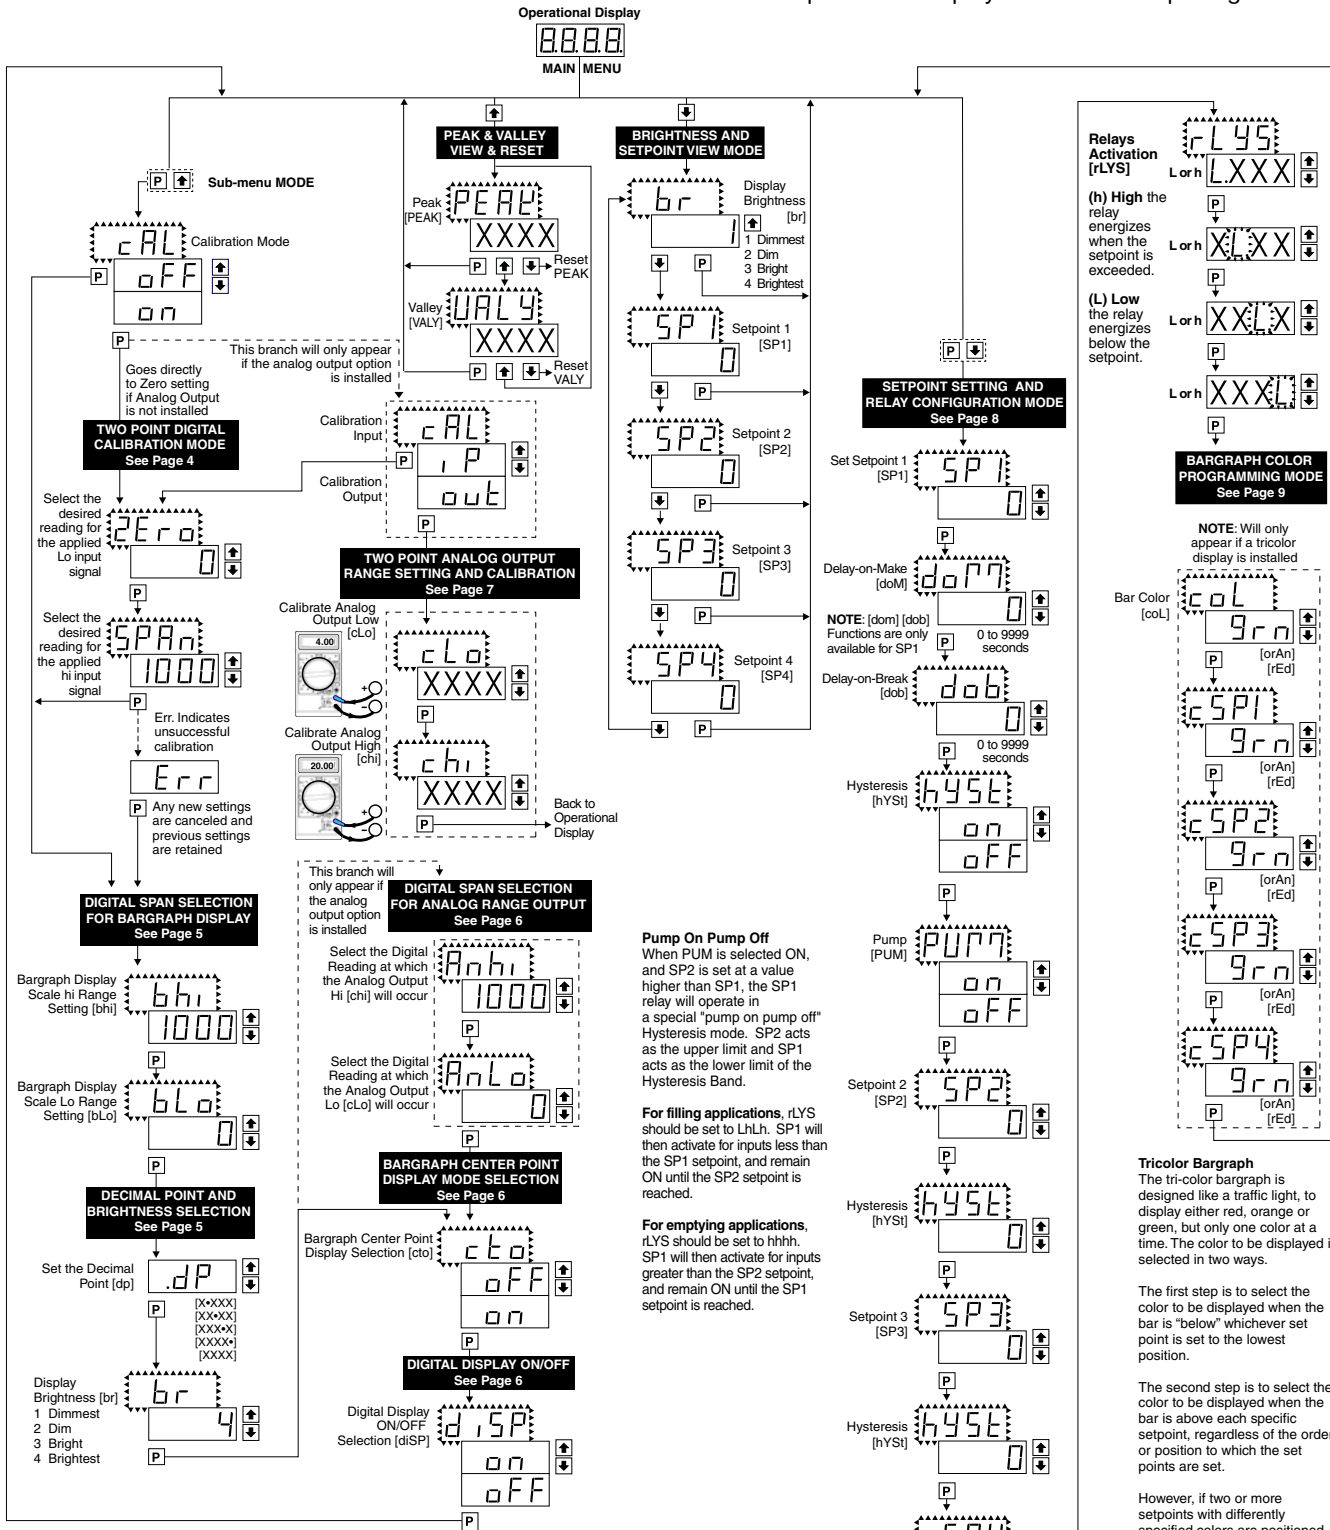 Operational Display
8.8.8.8.
MAIN MENU
P
Sub-menu MODE
cAL
Calibration Mode
oFF
on
P
P
Goes directly
to Zero setting
if Analog Output
is not installed
This branch will only appear
if the analog output option
is installed
TWO POINT DIGITAL
CALIBRATION MODE
See Page 4
Select the
desired
reading for
the applied
Lo input
signal
ZEro
0
P
Select the
desired
reading for
the applied
hi input
signal
SPAn
1000
P
Err. Indicates
unsuccessful
calibration
Err
P
Any new settings
are canceled and
previous settings
are retained
DIGITAL SPAN SELECTION
FOR BARGRAPH DISPLAY
See Page 5
Bargraph Display
Scale hi Range
Setting [bhi]
bhi
1000
P
Bargraph Display
Scale Lo Range
Setting [bLo]
bLo
0
P
DECIMAL POINT AND
BRIGHTNESS SELECTION
See Page 5
Set the Decimal
Point [dp]
.dP
P
[X•XXX]
[XX•XX]
[XXX•X]
[XXXX•]
[XXXX]
Display
Brightness [br]
1 Dimmest
2 Dim
3 Bright
4 Brightest
br
4
P
PEAK & VALLEY
VIEW & RESET
Peak
[PEAK]
PEAK
XXXX
P
Reset
PEAK
Valley
[VALY]
VALY
XXXX
P
Reset
VALY
Calibration
Input
cAL
P
iP
Calibration
Output
out
P
TWO POINT ANALOG OUTPUT
RANGE SETTING AND CALIBRATION
See Page 7
Calibrate Analog
Output Low
[cLo]
4.00
cLo
XXXX
P
Calibrate Analog
Output High
[chi]
20.00
chi
XXXX
P
Back to
Operational
Display
This branch will
only appear if
the analog
output option
is installed
DIGITAL SPAN SELECTION
FOR ANALOG RANGE OUTPUT
See Page 6
Select the Digital
Reading at which
the Analog Output
Hi [chi] will occur
Anhi
1000
P
Select the Digital
Reading at which
the Analog Output
Lo [cLo] will occur
AnLo
0
P
BARGRAPH CENTER POINT
DISPLAY MODE SELECTION
See Page 6
Bargraph Center Point
Display Selection [cto]
cto
oFF
on
P
DIGITAL DISPLAY ON/OFF
See Page 6
Digital Display
ON/OFF
Selection [diSP]
diSP
on
oFF
P
BRIGHTNESS AND
SETPOINT VIEW MODE
br
1
Display
Brightness
[br]
1 Dimmest
2 Dim
3 Bright
4 Brightest
P
SP1
0
Setpoint 1
[SP1]
P
SP2
0
Setpoint 2
[SP2]
P
SP3
0
Setpoint 3
[SP3]
P
SP4
0
Setpoint 4
[SP4]
P
Pump On Pump Off
When PUM is selected ON,
and SP2 is set at a value
higher than SP1, the SP1
relay will operate in
a special "pump on pump off"
Hysteresis mode. SP2 acts
as the upper limit and SP1
acts as the lower limit of the
Hysteresis Band.
For filling applications, rLYS
should be set to LhLh. SP1 will
then activate for inputs less than
the SP1 setpoint, and remain
ON until the SP2 setpoint is
reached.
For emptying applications,
rLYS should be set to hhhh.
SP1 will then activate for inputs
greater than the SP2 setpoint,
and remain ON until the SP1
setpoint is reached.
P
SETPOINT SETTING AND
RELAY CONFIGURATION MODE
See Page 8
Set Setpoint 1
[SP1]
SP1
0
P
Delay-on-Make
[doM]
doM
0
NOTE: [dom] [dob]
Functions are only
available for SP1
P
0 to 9999
seconds
Delay-on-Break
[dob]
dob
0
P
0 to 9999
seconds
Hysteresis
[hYSt]
hYSt
on
oFF
P
Pump
[PUM]
PUM
on
oFF
P
Setpoint 2
[SP2]
SP2
0
P
Hysteresis
[hYSt]
hYSt
0
P
Setpoint 3
[SP3]
SP3
0
P
Hysteresis
[hYSt]
hYSt
0
P
SP4
Relays
Activation
[rLYS]
(h) High the
relay
energizes
when the
setpoint is
exceeded.
(L) Low
the relay
energizes
below the
setpoint.
rLYS
L or h
L.XXX
P
L or h
XLXX
P
L or h
XXLX
P
L or h
XXXL
P
BARGRAPH COLOR
PROGRAMMING MODE
See Page 9
NOTE: Will only
appear if a tricolor
display is installed
Bar Color
[coL]
coL
grn
P
[orAn]
[rEd]
cSP1
grn
P
[orAn]
[rEd]
cSP2
grn
P
[orAn]
[rEd]
cSP3
grn
P
[orAn]
[rEd]
cSP4
grn
P
[orAn]
[rEd]
Tricolor Bargraph
The tri-color bargraph is
designed like a traffic light, to
display either red, orange or
green, but only one color at a
time. The color to be displayed i
selected in two ways.
The first step is to select the
color to be displayed when the
bar is “below” whichever set
point is set to the lowest
position.
The second step is to select the
color to be displayed when the
bar is above each specific
setpoint, regardless of the order
or position to which the set
points are set.
However, if two or more
setpoints with differently
specified colors are positioned